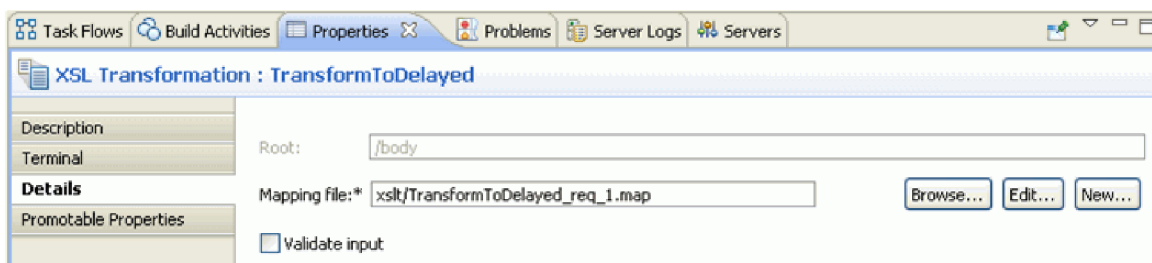 Task Flows Build Activities Properties Problems Server Logs Servers
XSL Transformation : TransformToDelayed
Description
Terminal
Details
Promotable Properties
Root: /body
Mapping file:* xslt/TransformToDelayed_req_1.map Browse... Edit... New...
Validate input